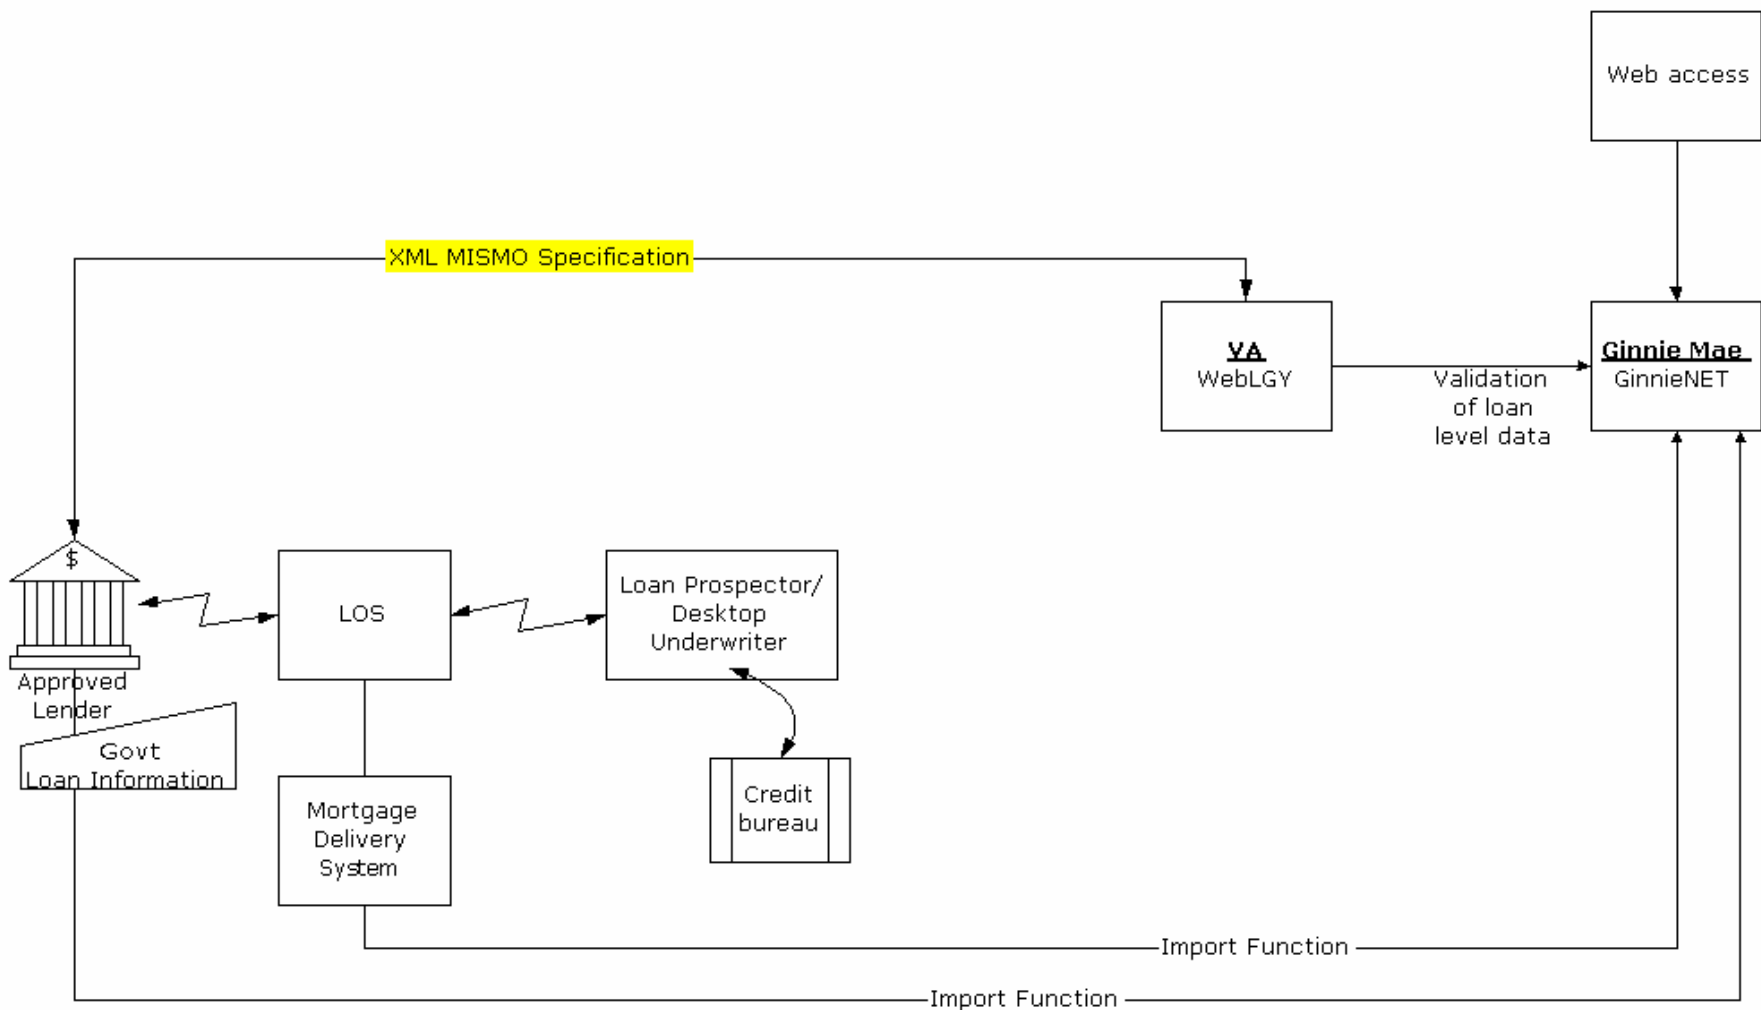 Web access
XML MISMO Specification
VA
WebLGY
Validation
of loan
level data
Ginnie Mae
GinnieNET
$
Approved
Lender
LOS
Loan Prospector/
Desktop
Underwriter
Govt
Loan Information
Mortgage
Delivery
System
Credit
bureau
Import Function
Import Function